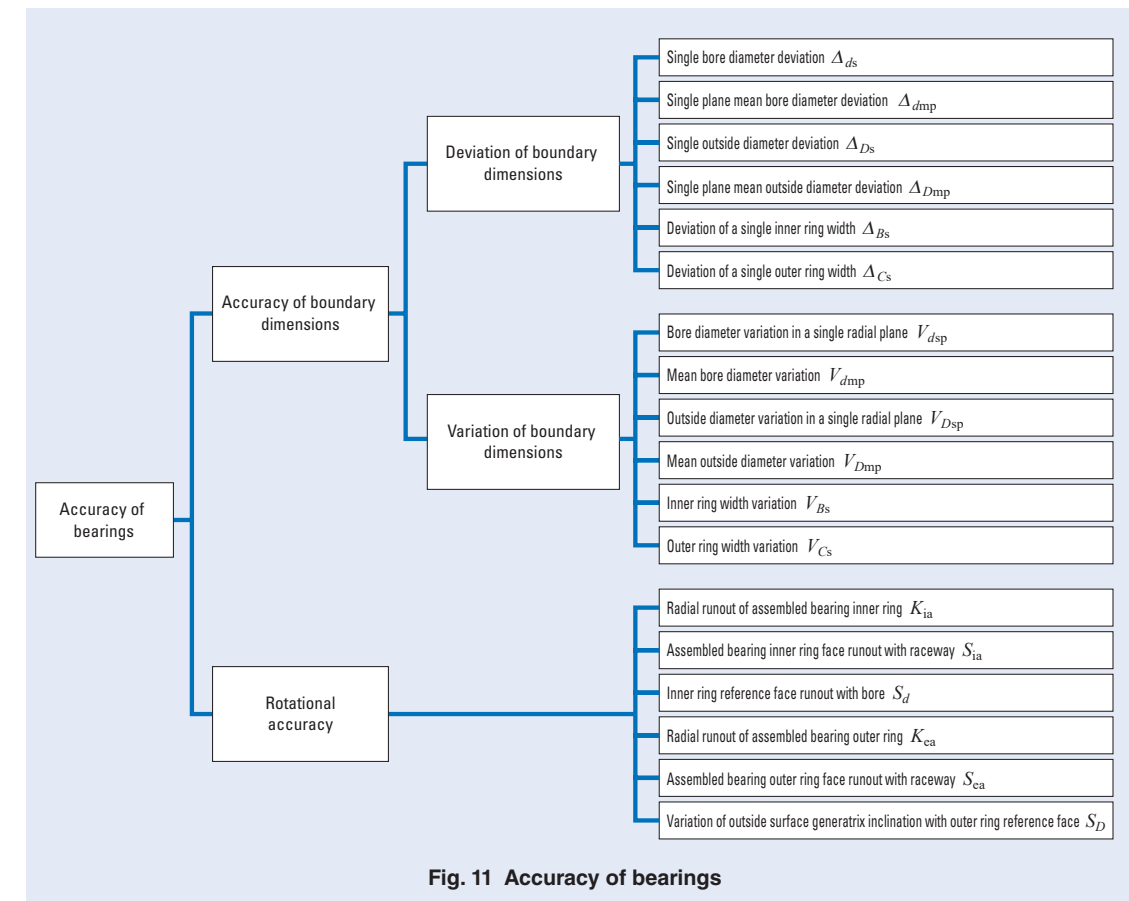 Single bore diameter deviation Δds
Single plane mean bore diameter deviation Δdmp
Single outside diameter deviation ΔDs
Single plane mean outside diameter deviation ΔDmp
Deviation of a single inner ring width ΔBs
Deviation of a single outer ring width ΔCs
Deviation of boundary
dimensions
Accuracy of boundary
dimensions
Bore diameter variation in a single radial plane Vdsp
Mean bore diameter variation Vdmp
Outside diameter variation in a single radial plane VDsp
Mean outside diameter variation VDmp
Inner ring width variation VBs
Outer ring width variation VCs
Variation of boundary
dimensions
Accuracy of
bearings
Radial runout of assembled bearing inner ring Kia
Assembled bearing inner ring face runout with raceway Sia
Inner ring reference face runout with bore Sd
Radial runout of assembled bearing outer ring Kea
Assembled bearing outer ring face runout with raceway Sea
Variation of outside surface generatrix inclination with outer ring reference face SD
Rotational
accuracy
Fig. 11 Accuracy of bearings